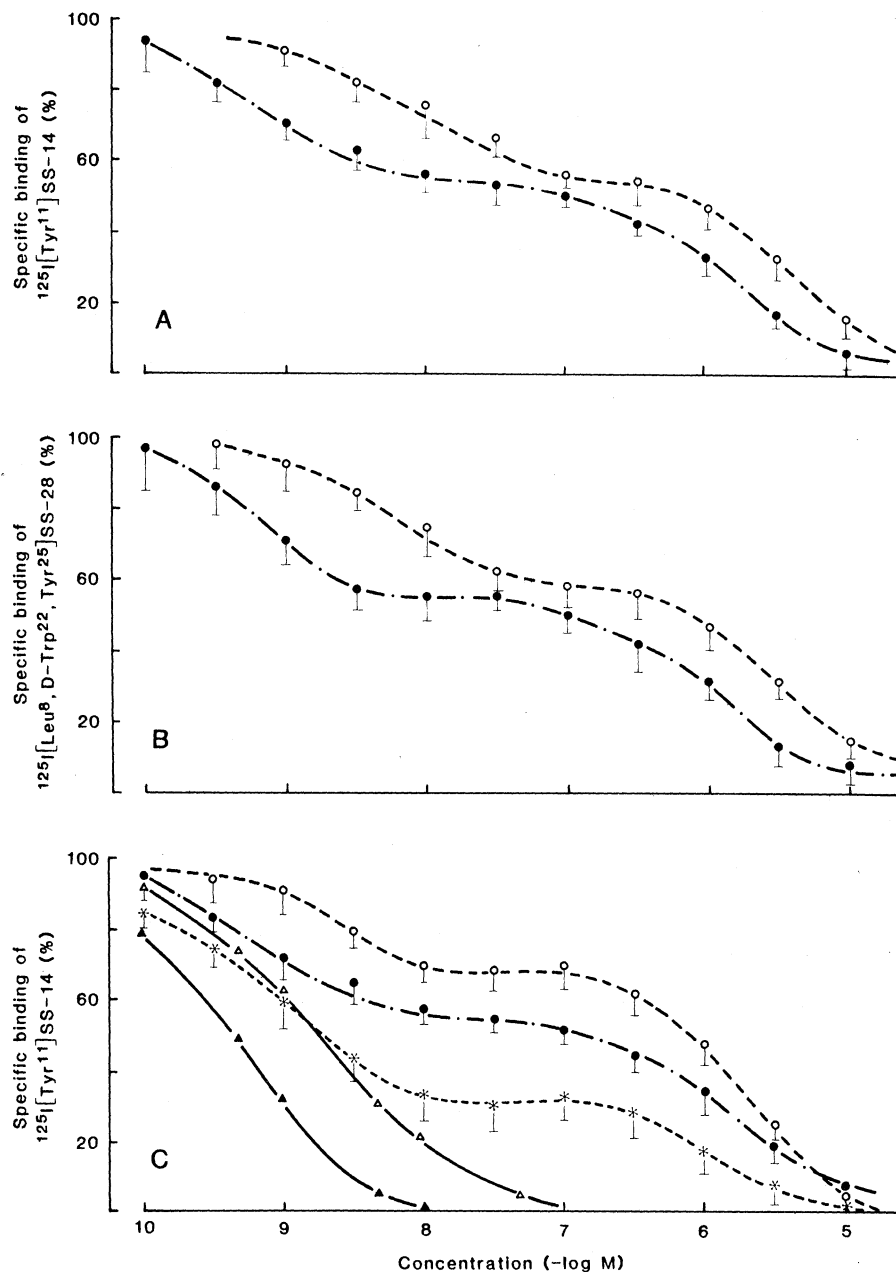 100
60
20
Specific binding of
125I[Tyr11]SS-14 (%)
A
100
60
20
Specific binding of
125I[Leu8, D-Trp22, Tyr25]SS-28 (%)
B
100
60
20
Specific binding of
125I[Tyr11]SS-14 (%)
C
10 9 8 7 6 5
Concentration (-log M)